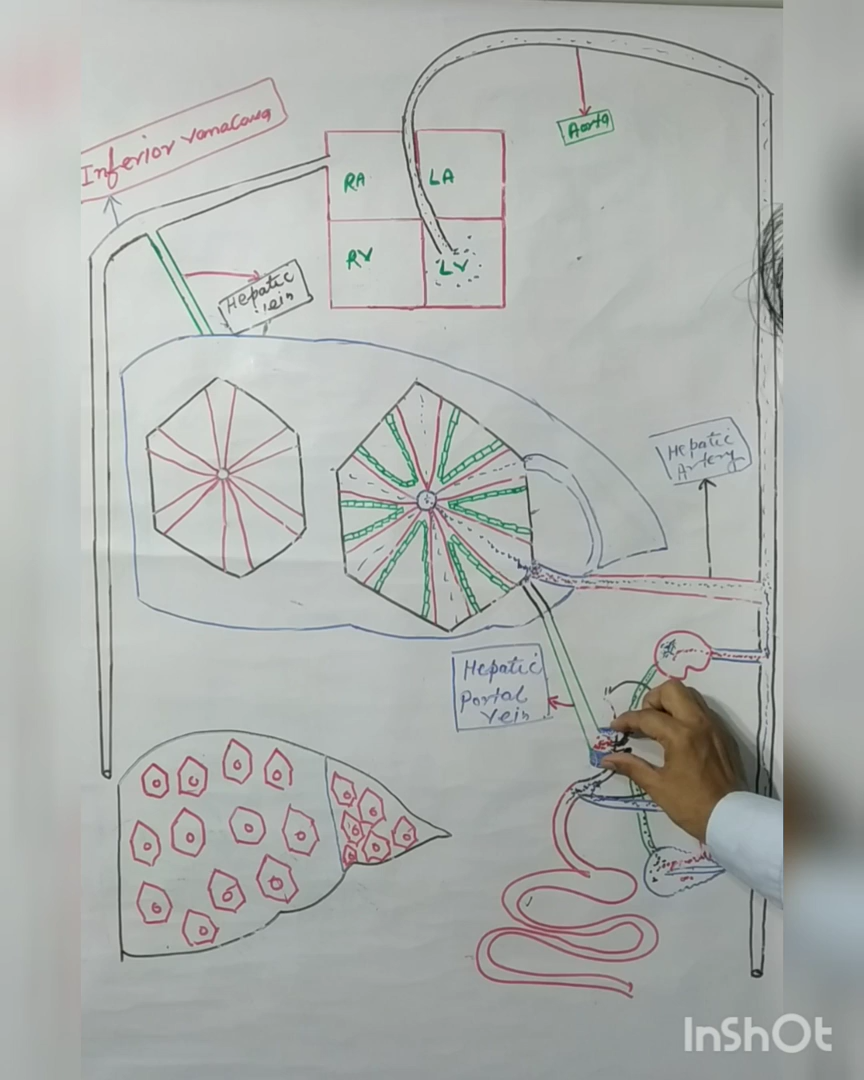 Aorta
Inferior vanacava
RA
LA
RV
LV
Hepatic
vein
Hepatic
Artery
Hepatic
Portal
vein
InShOt